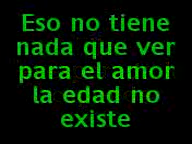 Eso no tiene
nada que ver
para el amor
la edad no
existe